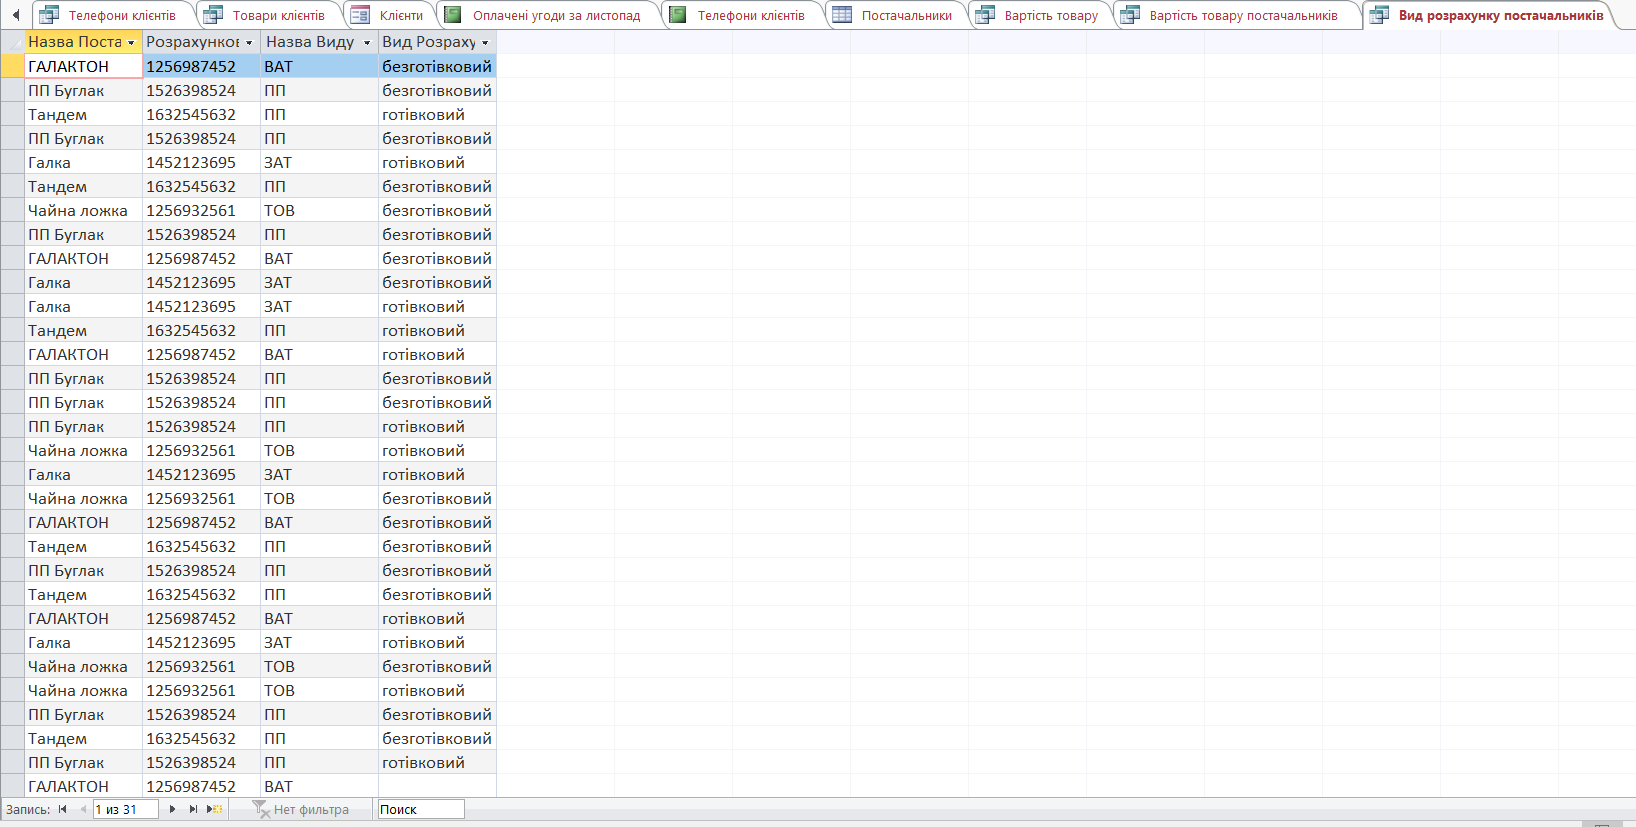 Телефони клієнтів Товари клієнтів Клієнти Оплачені угоди за листопад Телефони клієнтів Постачальники Вартість товару Вартість товару постачальників Вид розрахунку постачальників
Назва Поста Розрахунков Назва Виду Вид Розраху
ГАЛАКТОН 1256987452 ВАТ безготівковий
ПП Буглак 1526398524 ПП безготівковий
Тандем 1632545632 ПП готівковий
ПП Буглак 1526398524 ПП безготівковий
Галка 1452123695 ЗАТ готівковий
Тандем 1632545632 ПП безготівковий
Чайна ложка 1256932561 ТОВ безготівковий
ПП Буглак 1526398524 ПП безготівковий
ГАЛАКТОН 1256987452 ВАТ безготівковий
Галка 1452123695 ЗАТ безготівковий
Галка 1452123695 ЗАТ готівковий
Тандем 1632545632 ПП готівковий
ГАЛАКТОН 1256987452 ВАТ готівковий
ПП Буглак 1526398524 ПП безготівковий
ПП Буглак 1526398524 ПП безготівковий
ПП Буглак 1526398524 ПП готівковий
Чайна ложка 1256932561 ТОВ готівковий
Галка 1452123695 ЗАТ готівковий
Чайна ложка 1256932561 ТОВ безготівковий
ГАЛАКТОН 1256987452 ВАТ безготівковий
Тандем 1632545632 ПП безготівковий
ПП Буглак 1526398524 ПП безготівковий
Тандем 1632545632 ПП безготівковий
ГАЛАКТОН 1256987452 ВАТ готівковий
Галка 1452123695 ЗАТ готівковий
Чайна ложка 1256932561 ТОВ безготівковий
Чайна ложка 1256932561 ТОВ готівковий
ПП Буглак 1526398524 ПП безготівковий
Тандем 1632545632 ПП безготівковий
ПП Буглак 1526398524 ПП готівковий
ГАЛАКТОН 1256987452 ВАТ
Запись: 1 из 31 Нет фильтра Поиск